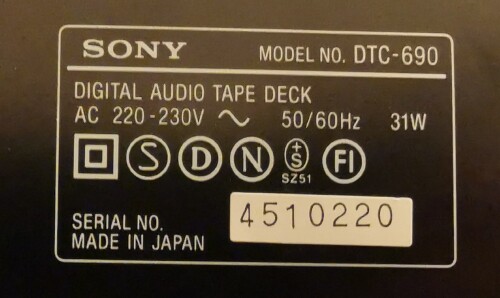 SONY MODEL NO. DTC-690
DIGITAL AUDIO TAPE DECK
AC 220-230V ~ 50/60Hz 31W
S D N +S FI
SZ51
SERIAL NO. 4510220
MADE IN JAPAN